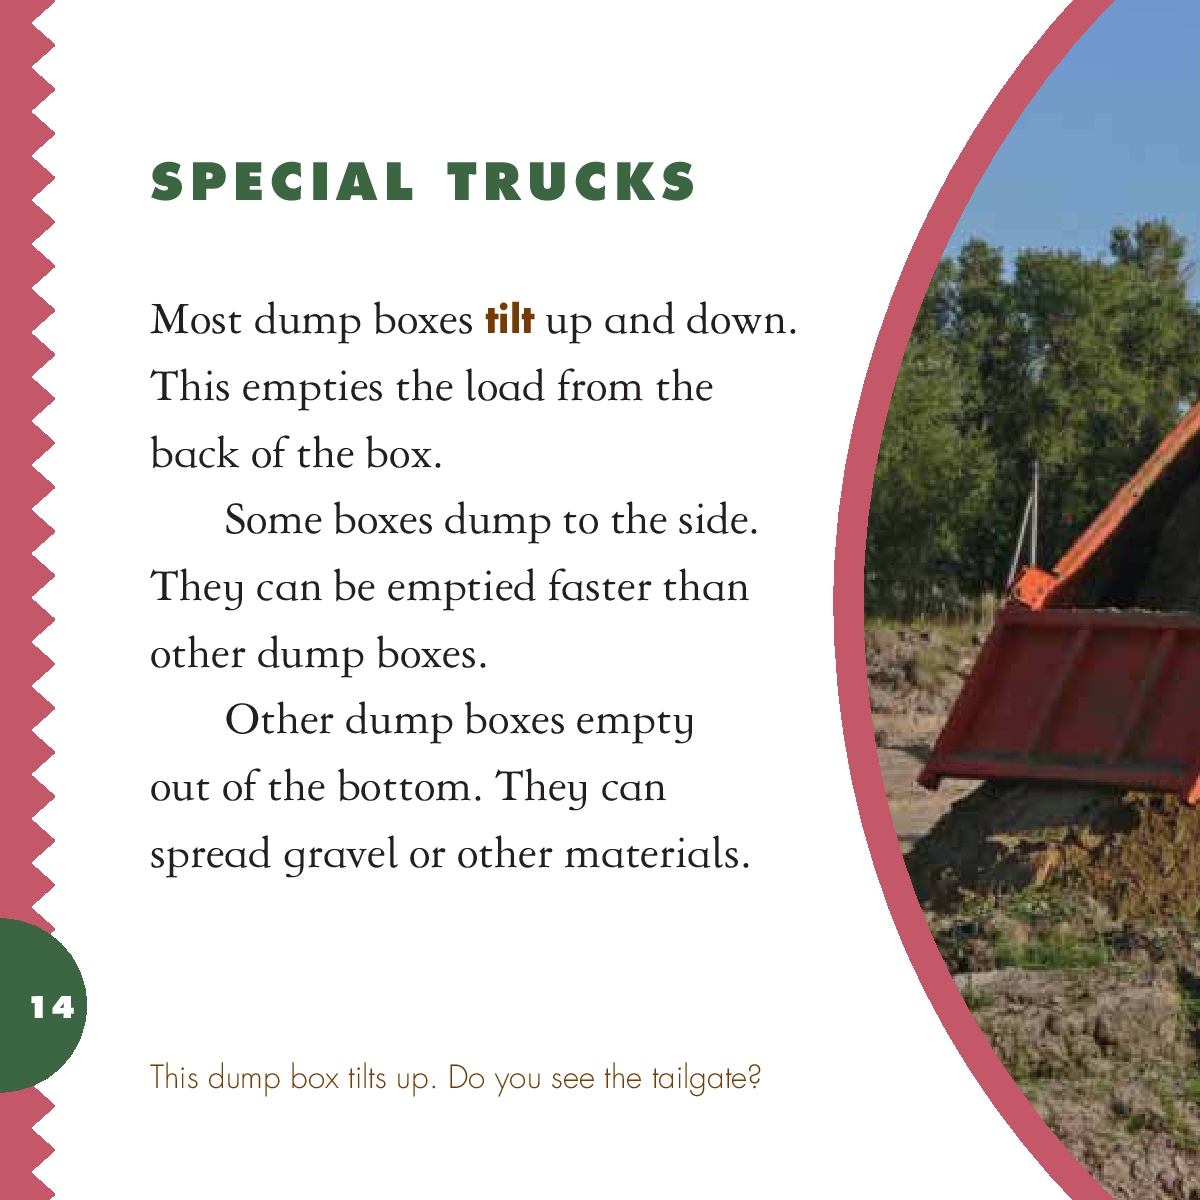 SPECIAL TRUCKS
Most dump boxes tilt up and down.
This empties the load from the
back of the box.
Some boxes dump to the side.
They can be emptied faster than
other dump boxes.
Other dump boxes empty
out of the bottom. They can
spread gravel or other materials.
14
This dump box tilts up. Do you see the tailgate?